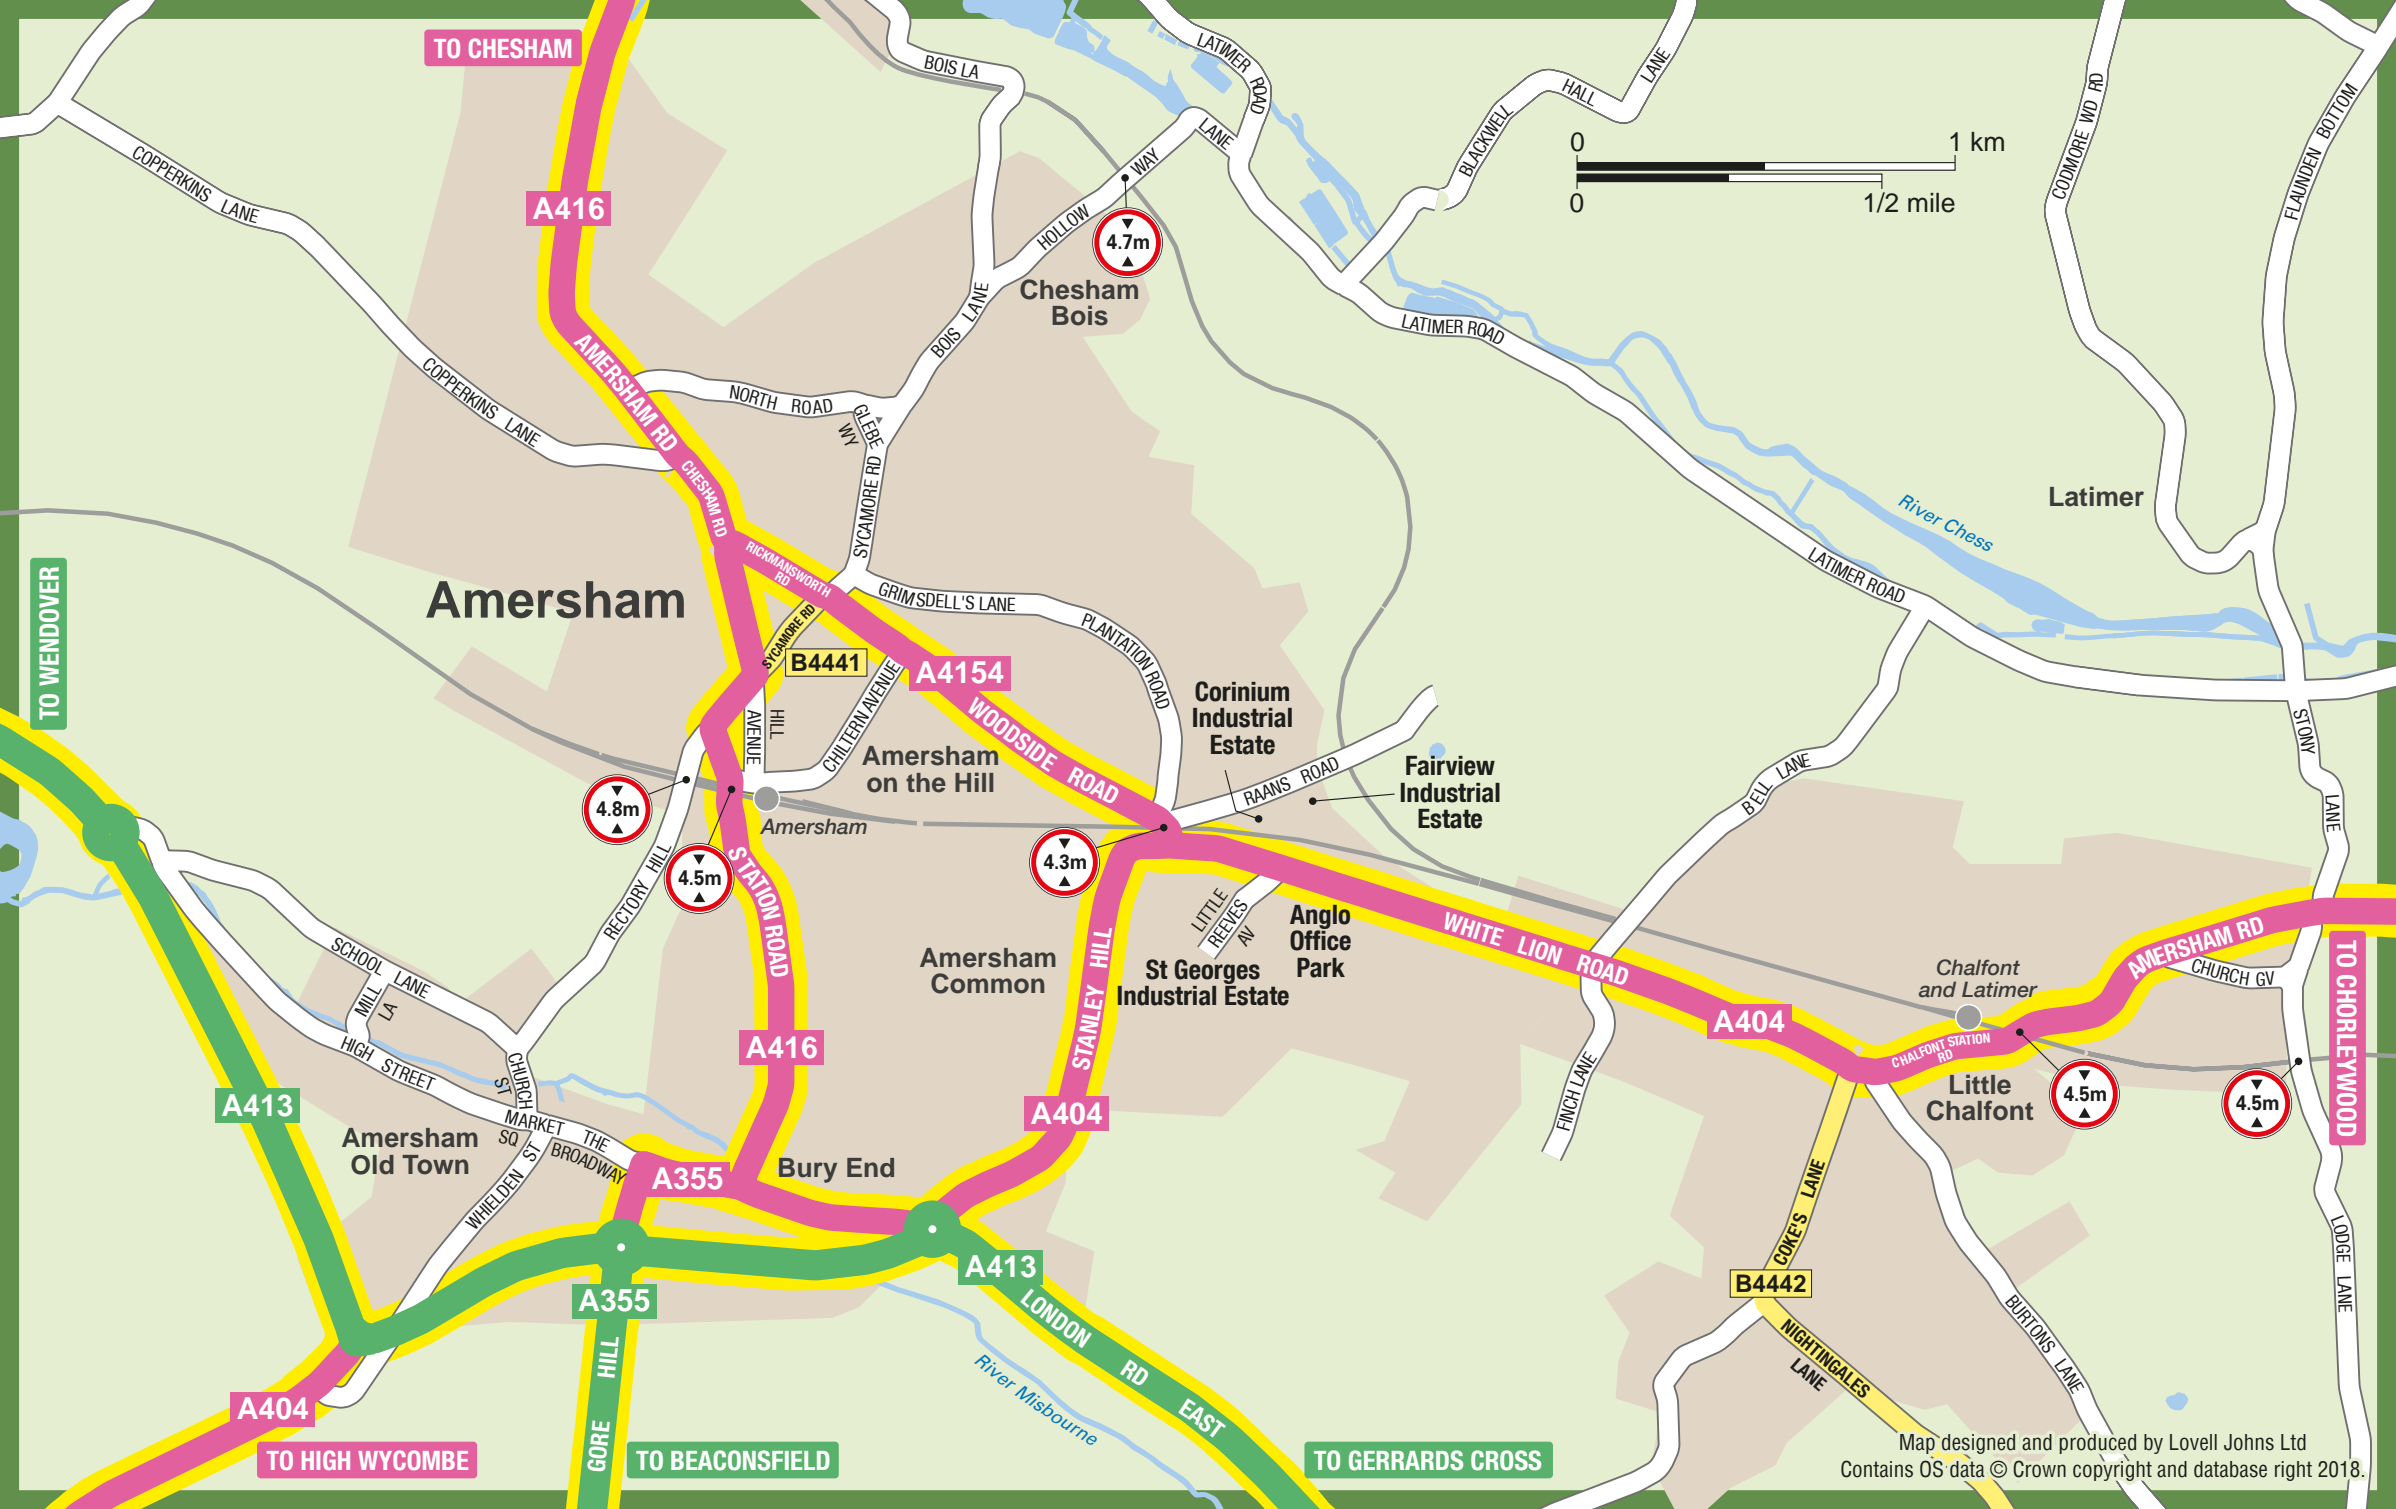 TO CHESHAM
A416
BOIS LA
LATIMER ROAD
LANE
HOLLOW WAY
4.7m
Chesham
Bois
BLACKWELL HALL LANE
0 1 km
0 1/2 mile
CODMORE WD RD
FLAUNDEN BOTTOM
COPPERKINS LANE
COPPERKINS LANE
AMERSHAM RD
CHESHAM RD
NORTH ROAD
GLEBE
WY
BOIS LANE
SYCAMORE RD
LATIMER ROAD
Latimer
River Chess
LATIMER ROAD
TO WENDOVER
Amersham
RICKMANSWORTH
RD
SYCAMORE RD
B4441
GRIMSDELL'S LANE
PLANTATION ROAD
A4154
WOODSIDE ROAD
HILL
AVENUE
CHILTERN AVENUE
Amersham
on the Hill
Amersham
Corinium
Industrial
Estate
RAANS ROAD
Fairview
Industrial
Estate
BELL LANE
STONY LANE
4.8m
4.5m
4.3m
RECTORY HILL
STATION ROAD
A416
Amersham
Common
STANLEY HILL
A404
LITTLE
REEVES
AV
St Georges
Industrial Estate
Anglo
Office
Park
WHITE LION ROAD
A404
FINCH LANE
Chalfont
and Latimer
CHALFONT STATION
RD
AMERSHAM RD
CHURCH GV
TO CHORLEYWOOD
Little
Chalfont
4.5m
4.5m
SCHOOL LANE
MILL
LA
HIGH STREET
CHURCH
ST
MARKET
SQ
THE
BROADWAY
WHIELDEN ST
A413
Amersham
Old Town
A355
Bury End
A355
A413
LONDON RD EAST
GORE HILL
A404
TO HIGH WYCOMBE
TO BEACONSFIELD
River Misbourne
TO GERRARDS CROSS
COKE'S LANE
B4442
NIGHTINGALES
LANE
BURTONS LANE
LODGE LANE
Map designed and produced by Lovell Johns Ltd
Contains OS data © Crown copyright and database right 2018.